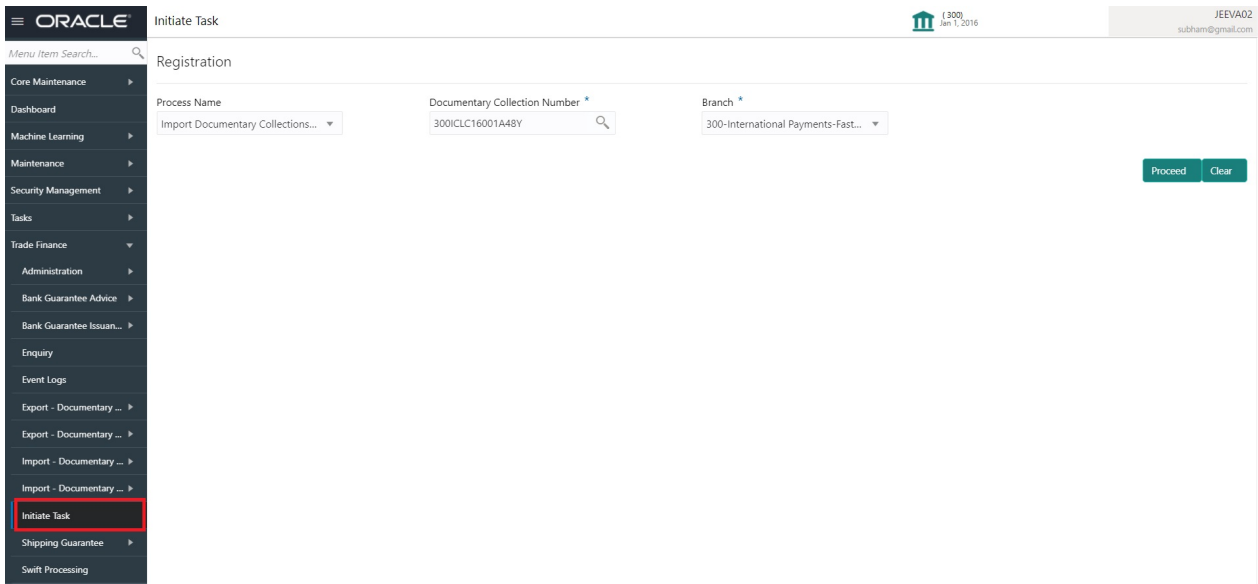 ORACLE
Initiate Task
( 300)
Jan 1, 2016
JEEVA02
subham@gmail.com
Menu Item Search...
Core Maintenance
Dashboard
Machine Learning
Maintenance
Security Management
Tasks
Trade Finance
Administration
Bank Guarantee Advice
Bank Guarantee Issuan...
Enquiry
Event Logs
Export - Documentary ...
Export - Documentary ...
Import - Documentary ...
Import - Documentary ...
Initiate Task
Shipping Guarantee
Swift Processing
Registration
Process Name
Import Documentary Collections...
Documentary Collection Number *
300ICLC16001A48Y
Branch *
300-International Payments-Fast...
Proceed
Clear